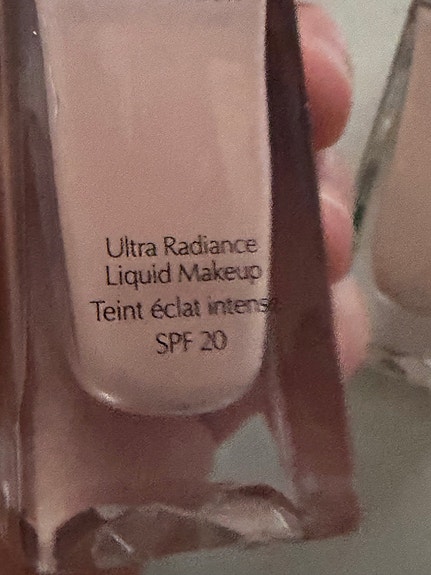 Ultra Radiance
Liquid Makeup
Teint éclat intense
SPF 20